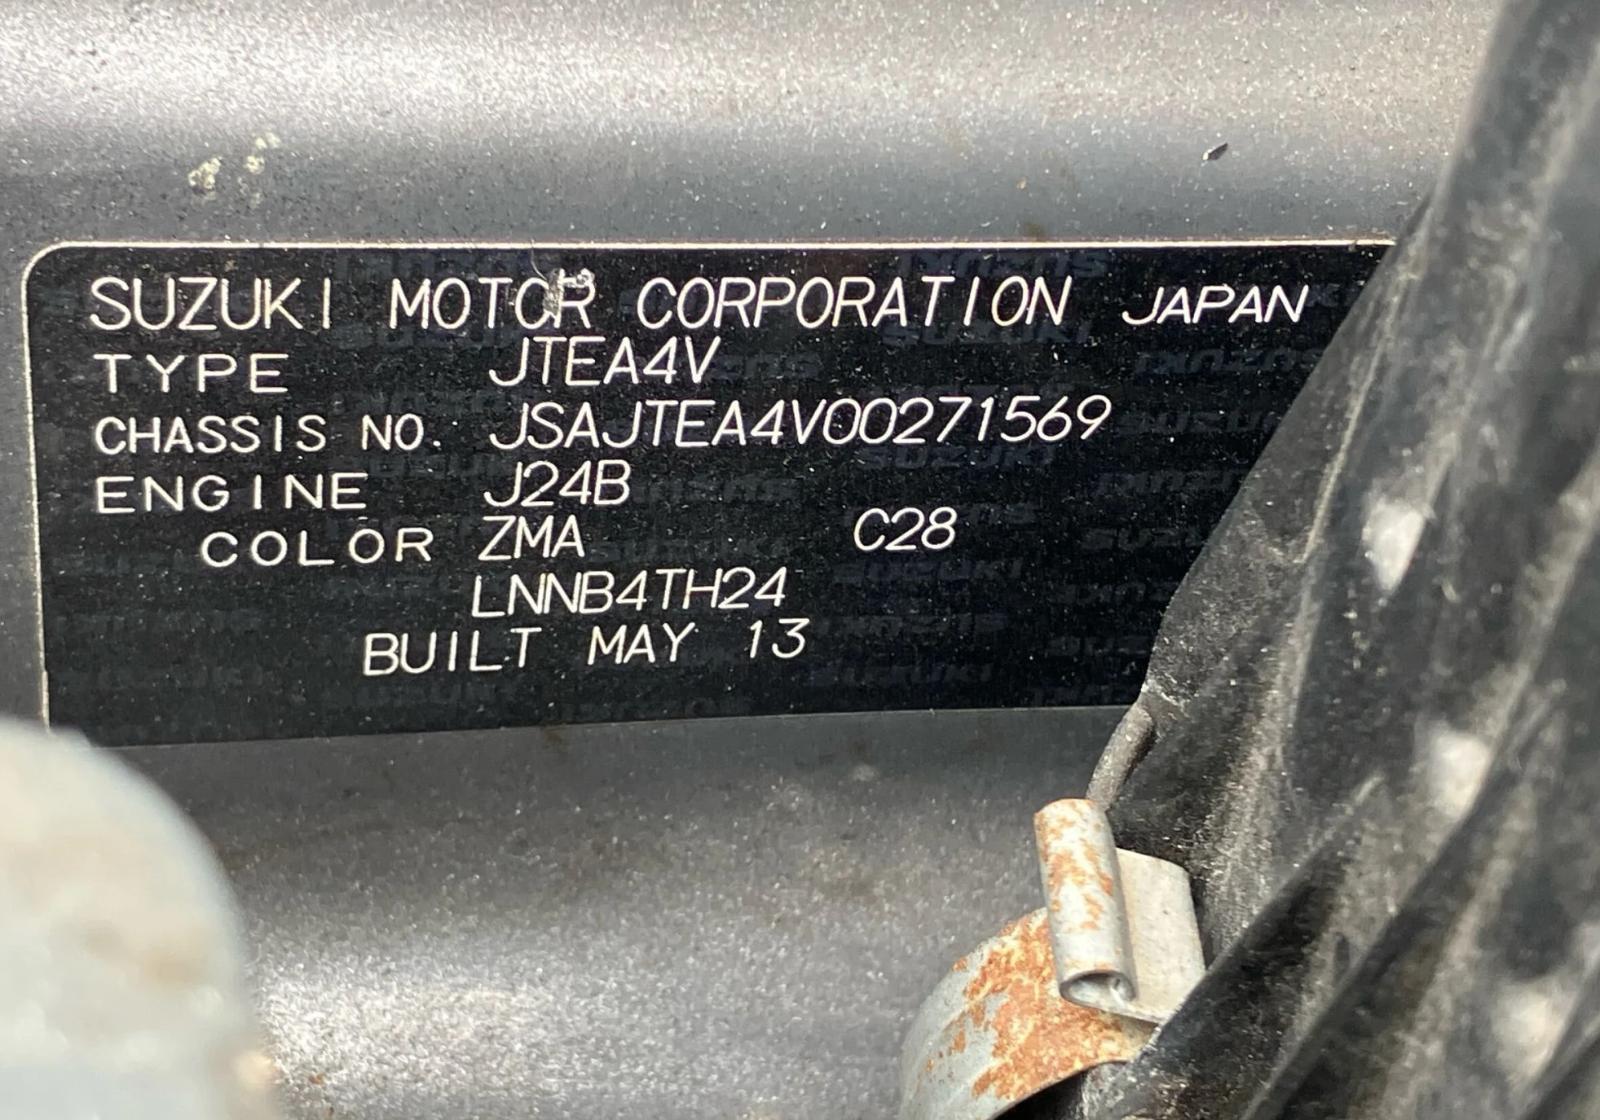 SUZUKI MOTOR CORPORATION JAPAN
TYPE JTEA4V
CHASSIS NO. JSAJTEA4V00271569
ENGINE J24B
COLOR ZMA C28
LNNB4TH24
BUILT MAY 13